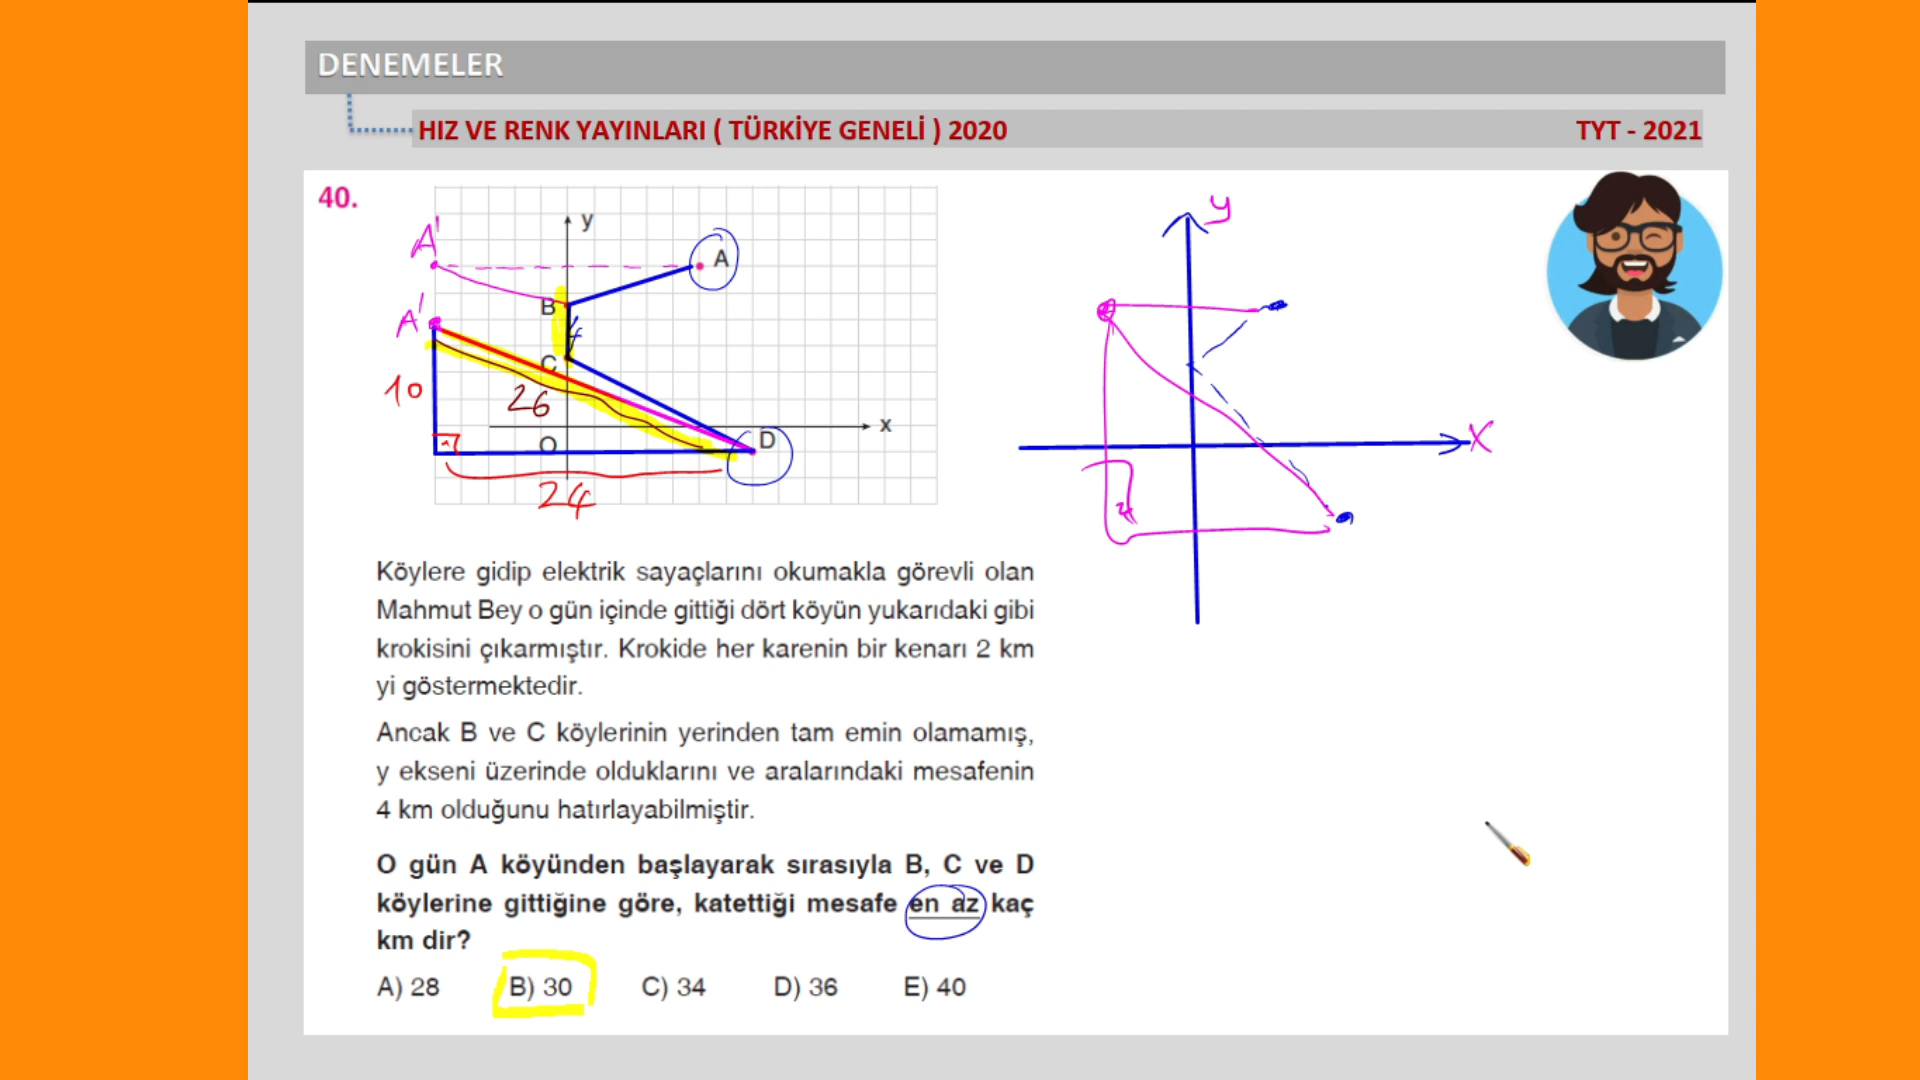 DENEMELER
HIZ VE RENK YAYINLARI ( TÜRKİYE GENELİ ) 2020
TYT - 2021
40.
y
A'
A
B
A'
4
C
10
26
x
D
O
24
y
x
Köylere gidip elektrik sayaçlarını okumakla görevli olan
Mahmut Bey o gün içinde gittiği dört köyün yukarıdaki gibi
krokisini çıkarmıştır. Krokide her karenin bir kenarı 2 km
yi göstermektedir.
Ancak B ve C köylerinin yerinden tam emin olamamış,
y ekseni üzerinde olduklarını ve aralarındaki mesafenin
4 km olduğunu hatırlayabilmiştir.
O gün A köyünden başlayarak sırasıyla B, C ve D
köylerine gittiğine göre, katettiği mesafe en az kaç
km dir?
A) 28 B) 30 C) 34 D) 36 E) 40